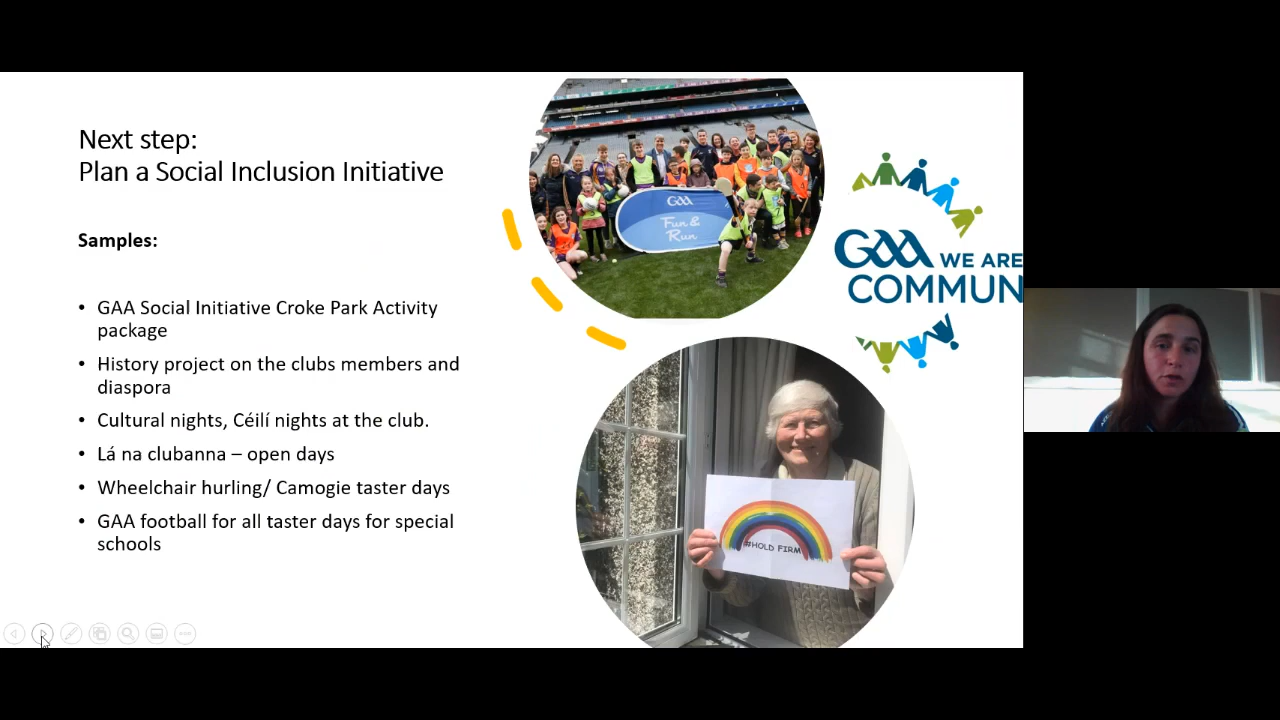 Next step:
Plan a Social Inclusion Initiative
Samples:
• GAA Social Initiative Croke Park Activity
package
• History project on the clubs members and
diaspora
• Cultural nights, Céilí nights at the club.
• Lá na clubanna – open days
• Wheelchair hurling/ Camogie taster days
• GAA football for all taster days for special
schools
GAA
Fun &
Run
GAA WE ARE
COMMUN
#HOLD FIRM